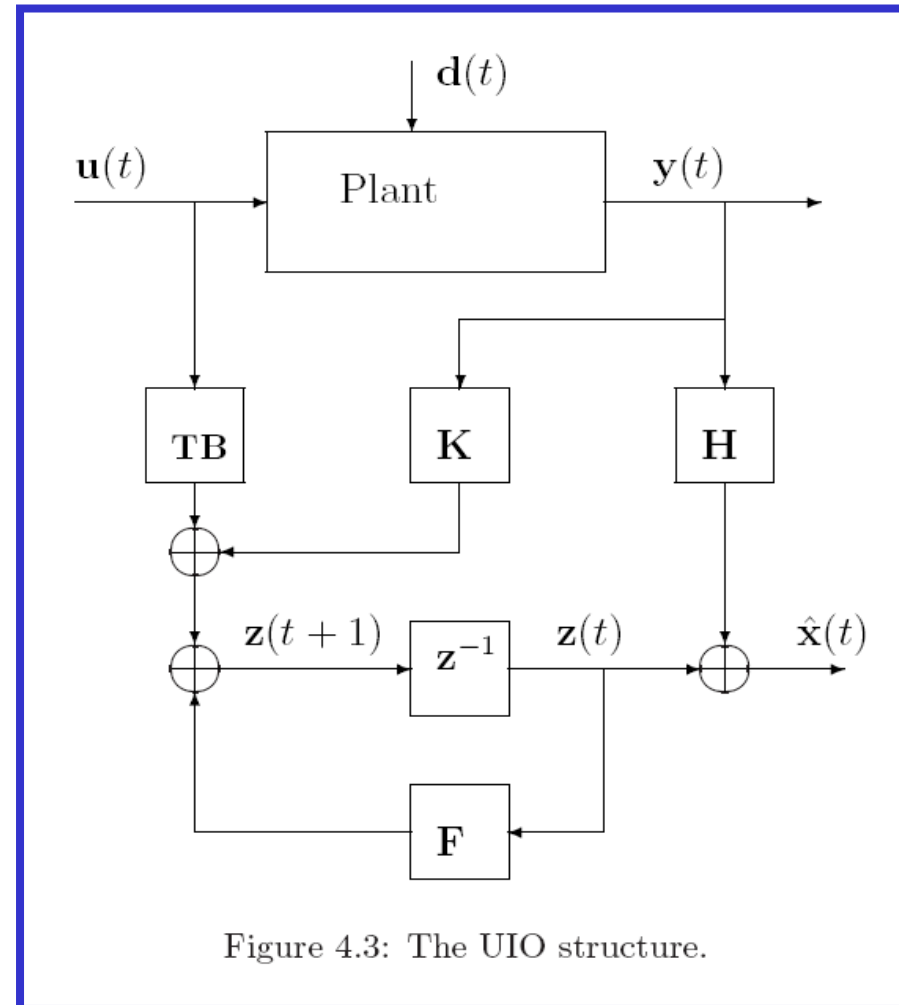 d(t)
u(t)
Plant
y(t)
TB
K
H
z(t + 1)
z⁻¹
z(t)
x̂(t)
F
Figure 4.3: The UIO structure.